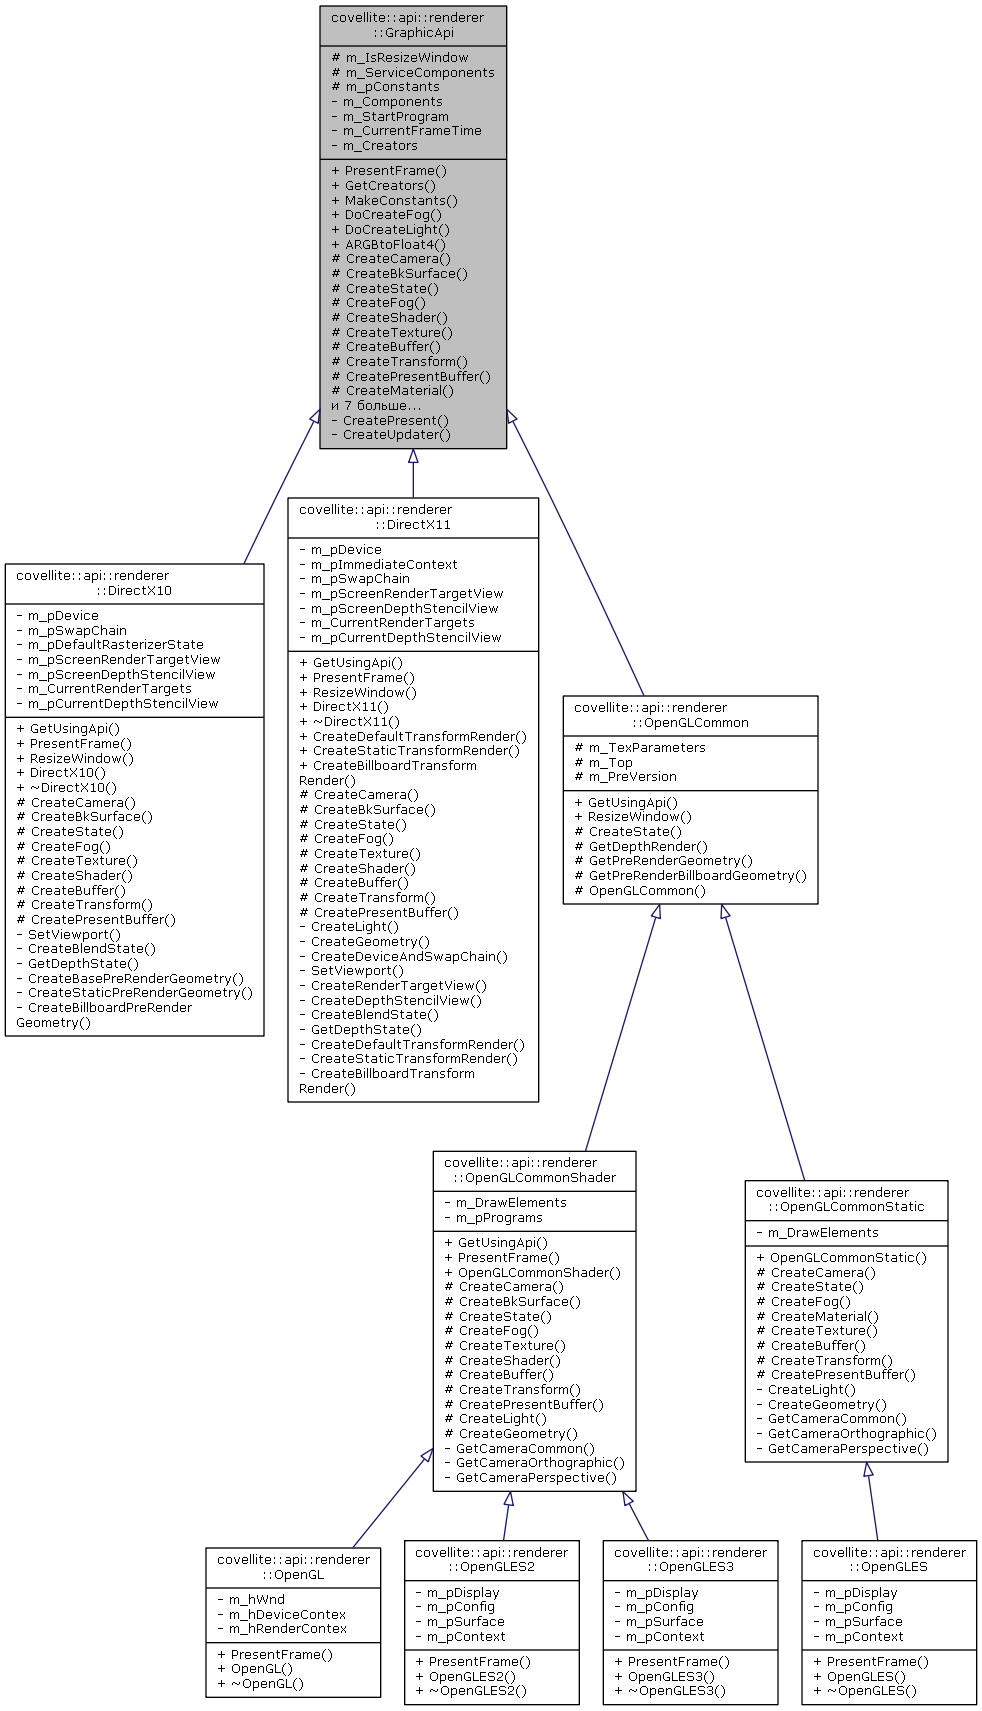 covellite::api::renderer
::GraphicApi
# m_IsResizeWindow
# m_ServiceComponents
# m_pConstants
- m_Components
- m_StartProgram
- m_CurrentFrameTime
- m_Creators
+ PresentFrame()
+ GetCreators()
+ MakeConstants()
+ DoCreateFog()
+ DoCreateLight()
+ ARGBtoFloat4()
# CreateCamera()
# CreateBkSurface()
# CreateState()
# CreateFog()
# CreateShader()
# CreateTexture()
# CreateBuffer()
# CreateTransform()
# CreatePresentBuffer()
# CreateMaterial()
и 7 больше...
- CreatePresent()
- CreateUpdater()
covellite::api::renderer
::DirectX10
- m_pDevice
- m_pSwapChain
- m_pDefaultRasterizerState
- m_pScreenRenderTargetView
- m_pScreenDepthStencilView
- m_CurrentRenderTargets
- m_pCurrentDepthStencilView
+ GetUsingApi()
+ PresentFrame()
+ ResizeWindow()
+ DirectX10()
+ ~DirectX10()
# CreateCamera()
# CreateBkSurface()
# CreateState()
# CreateFog()
# CreateTexture()
# CreateShader()
# CreateBuffer()
# CreateTransform()
# CreatePresentBuffer()
- SetViewport()
- CreateBlendState()
- GetDepthState()
- CreateBasePreRenderGeometry()
- CreateStaticPreRenderGeometry()
- CreateBillboardPreRender
Geometry()
covellite::api::renderer
::DirectX11
- m_pDevice
- m_pImmediateContext
- m_pSwapChain
- m_pScreenRenderTargetView
- m_pScreenDepthStencilView
- m_CurrentRenderTargets
- m_pCurrentDepthStencilView
+ GetUsingApi()
+ PresentFrame()
+ ResizeWindow()
+ DirectX11()
+ ~DirectX11()
+ CreateDefaultTransformRender()
+ CreateStaticTransformRender()
+ CreateBillboardTransform
Render()
# CreateCamera()
# CreateBkSurface()
# CreateState()
# CreateFog()
# CreateTexture()
# CreateShader()
# CreateBuffer()
# CreateTransform()
# CreatePresentBuffer()
- CreateLight()
- CreateGeometry()
- CreateDeviceAndSwapChain()
- SetViewport()
- CreateRenderTargetView()
- CreateDepthStencilView()
- CreateBlendState()
- GetDepthState()
- CreateDefaultTransformRender()
- CreateStaticTransformRender()
- CreateBillboardTransform
Render()
covellite::api::renderer
::OpenGLCommon
# m_TexParameters
# m_Top
# m_PreVersion
+ GetUsingApi()
+ ResizeWindow()
# CreateState()
# GetDepthRender()
# GetPreRenderGeometry()
# GetPreRenderBillboardGeometry()
# OpenGLCommon()
covellite::api::renderer
::OpenGLCommonShader
- m_DrawElements
- m_pPrograms
+ GetUsingApi()
+ PresentFrame()
+ OpenGLCommonShader()
# CreateCamera()
# CreateBkSurface()
# CreateState()
# CreateFog()
# CreateTexture()
# CreateShader()
# CreateBuffer()
# CreateTransform()
# CreatePresentBuffer()
# CreateLight()
# CreateGeometry()
- GetCameraCommon()
- GetCameraOrthographic()
- GetCameraPerspective()
covellite::api::renderer
::OpenGLCommonStatic
- m_DrawElements
+ OpenGLCommonStatic()
# CreateCamera()
# CreateState()
# CreateFog()
# CreateMaterial()
# CreateTexture()
# CreateBuffer()
# CreateTransform()
# CreatePresentBuffer()
- CreateLight()
- CreateGeometry()
- GetCameraCommon()
- GetCameraOrthographic()
- GetCameraPerspective()
covellite::api::renderer
::OpenGL
- m_hWnd
- m_hDeviceContex
- m_hRenderContex
+ PresentFrame()
+ OpenGL()
+ ~OpenGL()
covellite::api::renderer
::OpenGLES2
- m_pDisplay
- m_pConfig
- m_pSurface
- m_pContext
+ PresentFrame()
+ OpenGLES2()
+ ~OpenGLES2()
covellite::api::renderer
::OpenGLES3
- m_pDisplay
- m_pConfig
- m_pSurface
- m_pContext
+ PresentFrame()
+ OpenGLES3()
+ ~OpenGLES3()
covellite::api::renderer
::OpenGLES
- m_pDisplay
- m_pConfig
- m_pSurface
- m_pContext
+ PresentFrame()
+ OpenGLES()
+ ~OpenGLES()